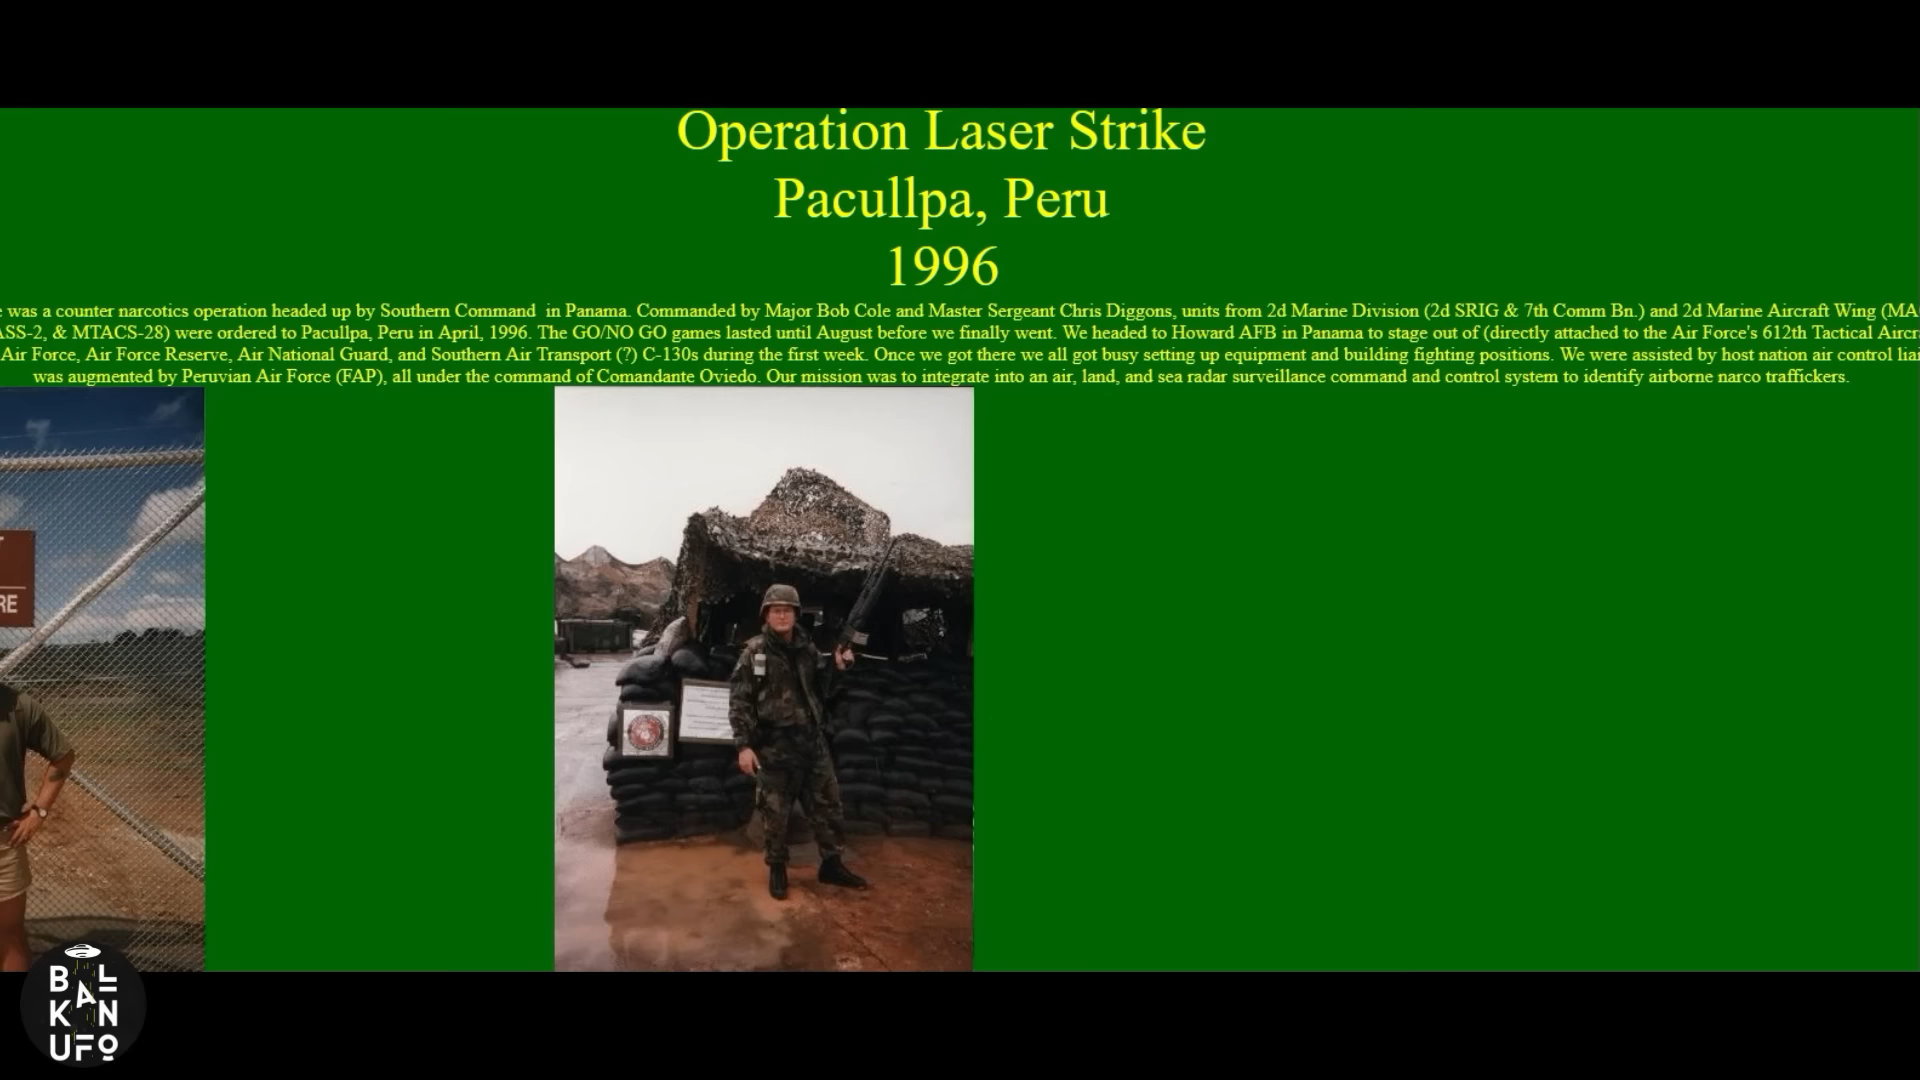 Operation Laser Strike
Pacullpa, Peru
1996
was a counter narcotics operation headed up by Southern Command in Panama. Commanded by Major Bob Cole and Master Sergeant Chris Diggons, units from 2d Marine Division (2d SRIG & 7th Comm Bn.) and 2d Marine Aircraft Wing
ASS-2, & MTACS-28) were ordered to Pacullpa, Peru in April, 1996. The GO/NO GO games lasted until August before we finally went. We headed to Howard AFB in Panama to stage out of (directly attached to the Air Force's 612th Tactical
Air Force, Air Force Reserve, Air National Guard, and Southern Air Transport (?) C-130s during the first week. Once we got there we all got busy setting up equipment and building fighting positions. We were assisted by host nation air control
was augmented by Peruvian Air Force (FAP), all under the command of Comandante Oviedo. Our mission was to integrate into an air, land, and sea radar surveillance command and control system to identify airborne narco traffickers.
RE
BALKAN UFO